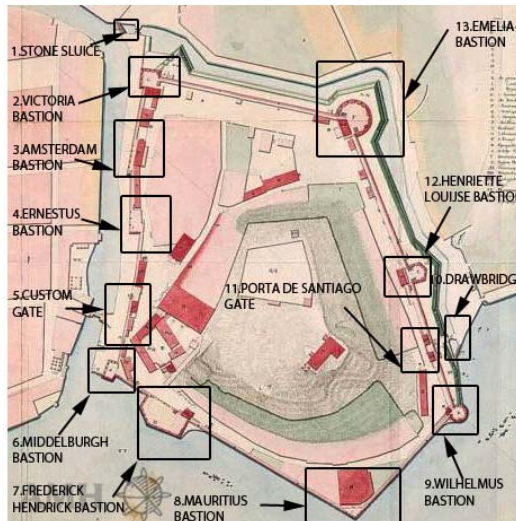 1.STONE SLUICE
2.VICTORIA
BASTION
3.AMSTERDAM
BASTION
4.ERNESTUS
BASTION
5.CUSTOM
GATE
6.MIDDELBURGH
BASTION
7.FREDERICK
HENDRICK BASTION
8.MAURITIUS
BASTION
9.WILHELMUS
BASTION
10.DRAWBRIDG
11.PORTA DE SANTIAGO
GATE
12.HENRIETTE
LOUIJSE BASTION
13.EMELIA
BASTION